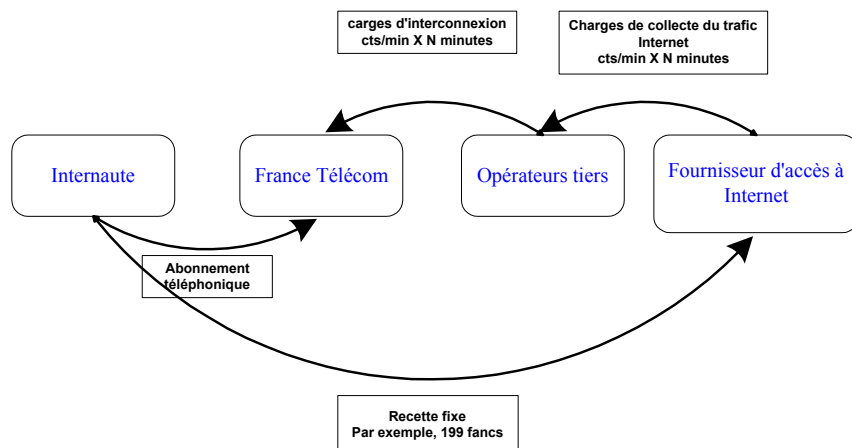 carges d'interconnexion
cts/min X N minutes
Charges de collecte du trafic
Internet
cts/min X N minutes
Internaute
France Télécom
Opérateurs tiers
Fournisseur d'accès à
Internet
Abonnement
téléphonique
Recette fixe
Par exemple, 199 fancs